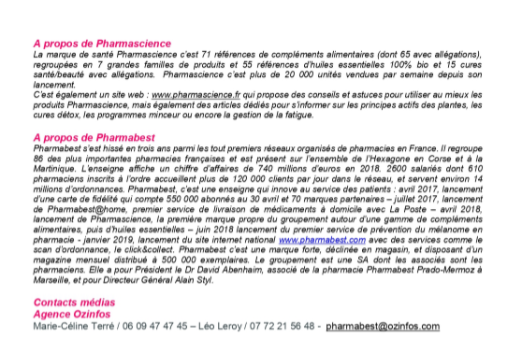 A propos de Pharmascience
La marque de santé Pharmascience c'est 71 références de compléments alimentaires (dont 65 avec allégations),
regroupées en 7 grandes familles de produits et 55 références d'huiles essentielles 100% bio et 15 cures
santé/beauté avec allégations. Pharmascience c'est plus de 20 000 unités vendues par semaine depuis son
lancement.
C'est également un site web : www.pharmascience.fr qui propose des conseils et astuces pour utiliser au mieux les
produits Pharmascience, mais également des articles dédiés pour s'informer sur les principes actifs des plantes, les
cures détox, les programmes minceur ou encore la gestion de la fatigue.
A propos de Pharmabest
Pharmabest s'est hissé en trois ans parmi les tout premiers réseaux organisés de pharmacies en France. Il regroupe
86 des plus importantes pharmacies françaises et est présent sur l'ensemble de l'Hexagone en Corse et à la
Martinique. L'enseigne affiche un chiffre d'affaires de 740 millions d'euros en 2018. 2600 salariés dont 610
pharmaciens inscrits à l'ordre accueillent plus de 120 000 clients par jour dans le réseau, et servent environ 14
millions d'ordonnances. Pharmabest, c'est une enseigne qui innove au service des patients : avril 2017, lancement
d'une carte de fidélité qui compte 550 000 abonnés au 30 avril et 70 marques partenaires – juillet 2017, lancement
de Pharmabest@home, premier service de livraison de médicaments à domicile avec La Poste – avril 2018,
lancement de Pharmascience, la première marque propre du groupement autour d'une gamme de compléments
alimentaires, puis d'huiles essentielles – juin 2018 lancement du premier service de prévention du mélanome en
pharmacie - janvier 2019, lancement du site internet national www.pharmabest.com avec des services comme le
scan d'ordonnance, le click&collect. Pharmabest c'est une marque forte, déclinée en magasin, et disposant d'un
magazine mensuel distribué à 500 000 exemplaires. Le groupement est une SA dont les associés sont les
pharmaciens. Elle a pour Président le Dr David Abenhaim, associé de la pharmacie Pharmabest Prado-Mermoz à
Marseille, et pour Directeur Général Alain Styl.
Contacts médias
Agence Ozinfos
Marie-Céline Terré / 06 09 47 47 45 – Léo Leroy / 07 72 21 56 48 - pharmabest@ozinfos.com